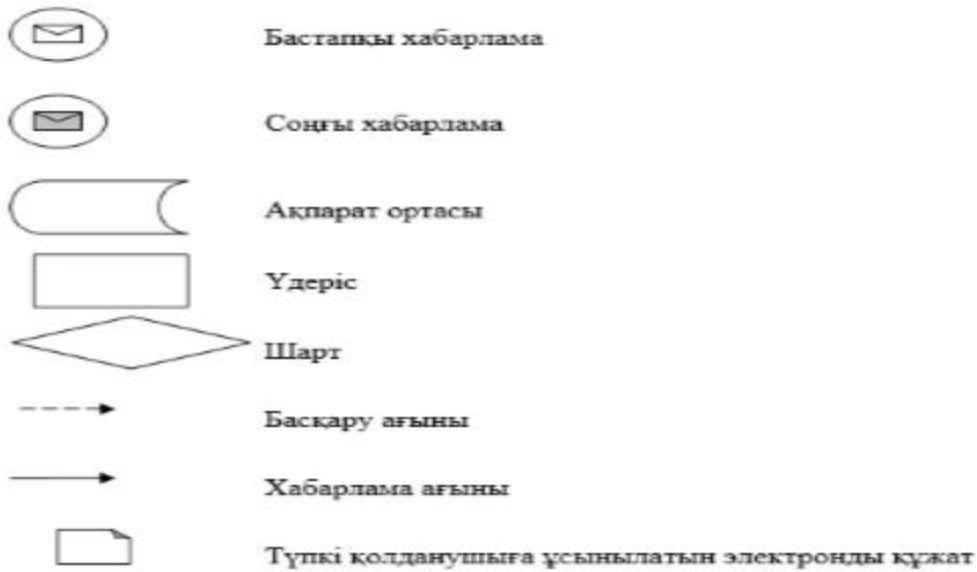 Бастапқы хабарлама
Соңғы хабарлама
Ақпарат ортасы
Үдеріс
Шарт
Басқару ағыны
Хабарлама ағыны
Түпкі қолданушыға ұсынылатын электронды құжат